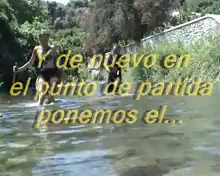 Y de nuevo en
el punto de partida
ponemos el...